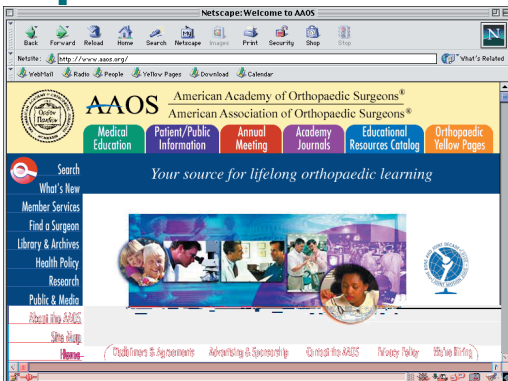 Netscape: Welcome to AAOS
Back Forward Reload Home Search Netscape Images Print Security Shop Stop
Netsite: http://www.aaos.org/ What's Related
WebMail Radio People Yellow Pages Download Calendar
AAOS
American Academy of Orthopaedic Surgeons®
American Association of Orthopaedic Surgeons®
Medical Education
Patient/Public Information
Annual Meeting
Academy Journals
Educational Resources Catalog
Orthopaedic Yellow Pages
Your source for lifelong orthopaedic learning
Search
What's New
Member Services
Find a Surgeon
Library & Archives
Health Policy
Research
Public & Media
About the AAOS
Site Map
Home
Disclaimers & Agreements Advertising & Sponsorship Contact the AAOS Privacy Policy We're Hiring